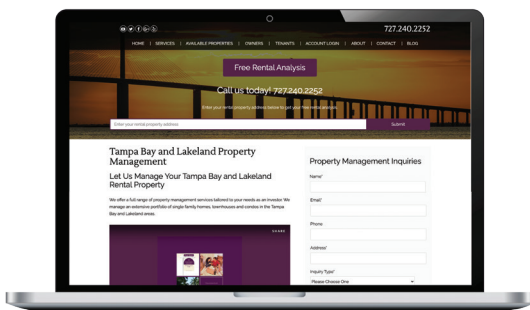 727.240.2252
HOME | SERVICES | AVAILABLE PROPERTIES | OWNERS | TENANTS | ACCOUNT LOGIN | ABOUT | CONTACT | BLOG
Free Rental Analysis
Call us today! 727.240.2252
Enter your rental property address below to get your free rental analysis
Enter your rental property address
Submit
Tampa Bay and Lakeland Property
Management
Let Us Manage Your Tampa Bay and Lakeland
Rental Property
We offer a full range of property management services tailored to your needs as an investor. We
manage an extensive portfolio of single family homes, townhouses and condos in the Tampa
Bay and Lakeland areas.
SHARE
Property Management Inquiries
Name*
Email*
Phone
Address*
Inquiry Type*
Please Choose One